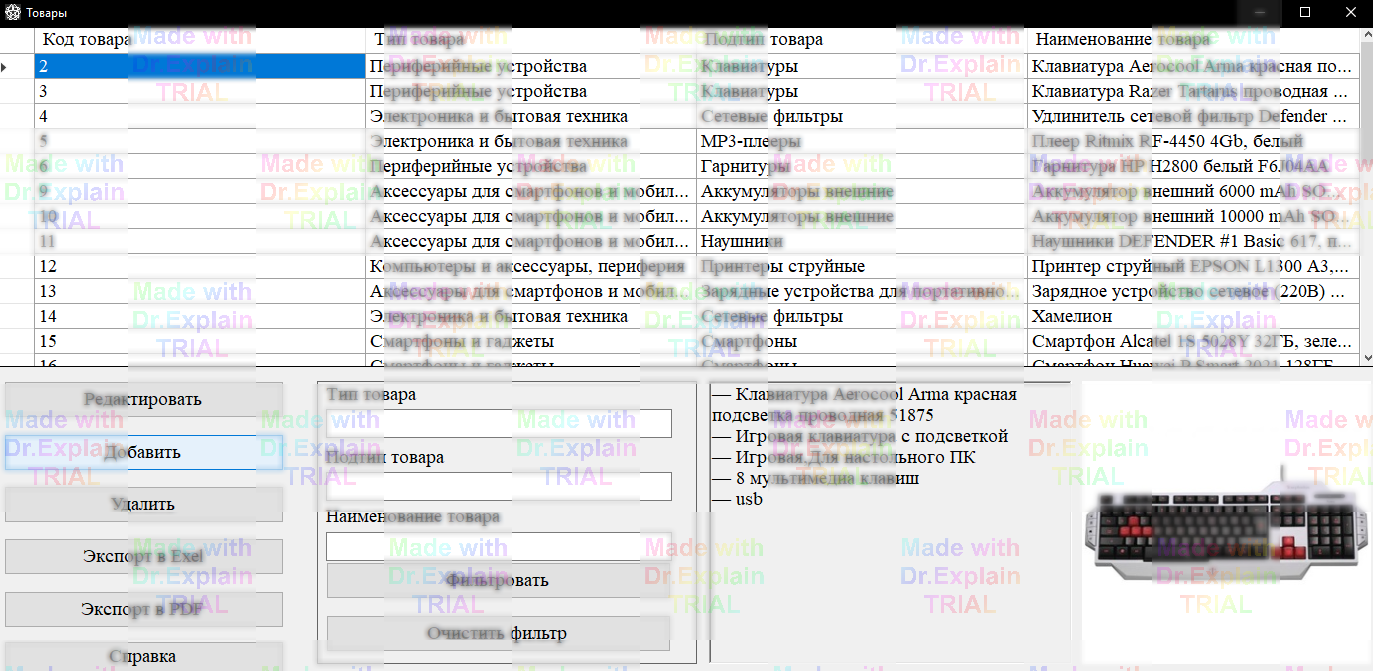 Товары
Код товара Тип товара Подтип товара Наименование товара
2 Периферийные устройства Клавиатуры Клавиатура Aerocool Arma красная по...
3 Периферийные устройства Клавиатуры Клавиатура Razer Tartarus проводная ...
4 Электроника и бытовая техника Сетевые фильтры Удлинитель сетевой фильтр Defender ...
5 Электроника и бытовая техника MP3-плееры Плеер Ritmix RF-4450 4Gb, белый
6 Периферийные устройства Гарнитуры Гарнитура HP H2800 белый F6J04AA
9 Аксессуары для смартфонов и мобил... Аккумуляторы внешние Аккумулятор внешний 6000 mAh SO...
10 Аксессуары для смартфонов и мобил... Аккумуляторы внешние Аккумулятор внешний 10000 mAh SO...
11 Аксессуары для смартфонов и мобил... Наушники Наушники DEFENDER #1 Basic 617, п...
12 Компьютеры и аксессуары, периферия Принтеры струйные Принтер струйный EPSON L1300 A3,...
13 Аксессуары для смартфонов и мобил... Зарядные устройства для портативно... Зарядное устройство сетевое (220В) ...
14 Электроника и бытовая техника Сетевые фильтры Хамелион
15 Смартфоны и гаджеты Смартфоны Смартфон Alcatel 1S 5028Y 32ГБ, зеле...
16 Смартфоны и гаджеты Смартфоны Смартфон Huawei P Smart 2021 128ГБ
Редактировать
Добавить
Удалить
Экспорт в Exel
Экспорт в PDF
Справка
Тип товара
Подтип товара
Наименование товара
Фильтровать
Очистить фильтр
— Клавиатура Aerocool Arma красная
подсветка проводная 51875
— Игровая клавиатура с подсветкой
— Игровая,Для настольного ПК
— 8 мультимедиа клавиш
— usb
Made with
Dr.Explain
TRIAL